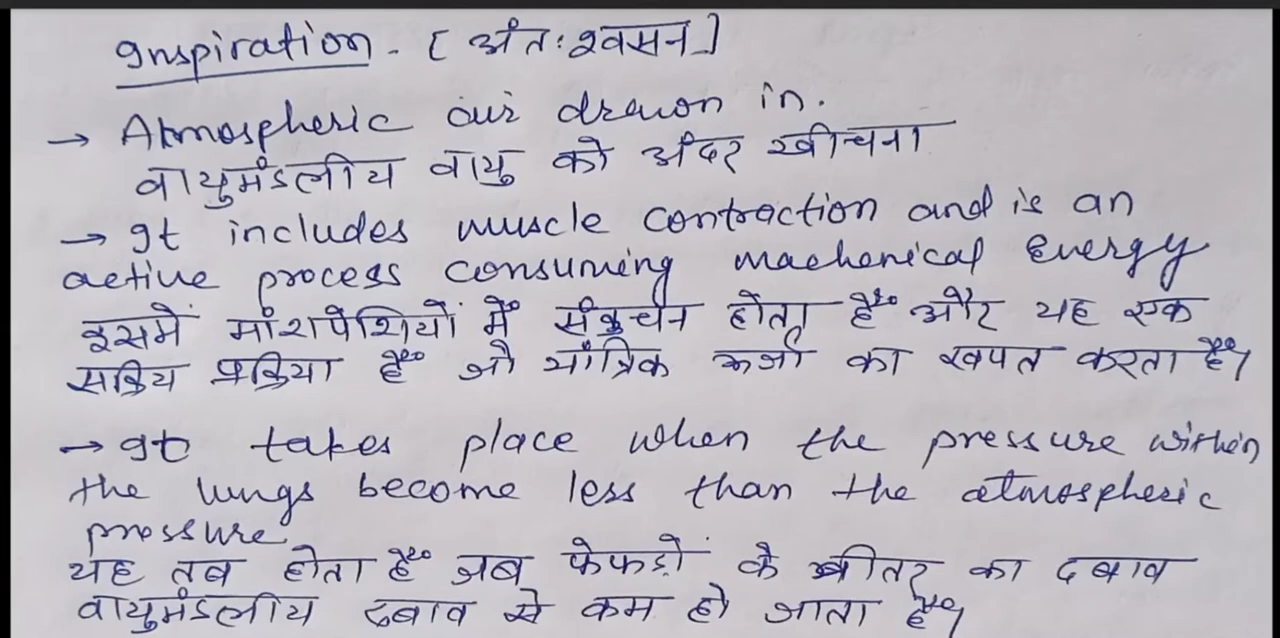 Inspiration. [अंतःश्वसन]
→ Atmospheric air drawn in.
वायुमंडलीय वायु को अंदर खीचना
→ It includes muscle contraction and is an
active process consuming machenical Energy
इसमें मांशपेशियों में संकुचन होता है और यह एक
सक्रिय प्रक्रिया हैं जो यांत्रिक ऊर्जा का खपत करता है।
→ It takes place when the pressure within
the lungs become less than the atmospheric
pressure
यह तब होता हैं जब फेफड़ों के भीतर का दबाव
वायुमंडलीय दबाव से कम हो जाता है।